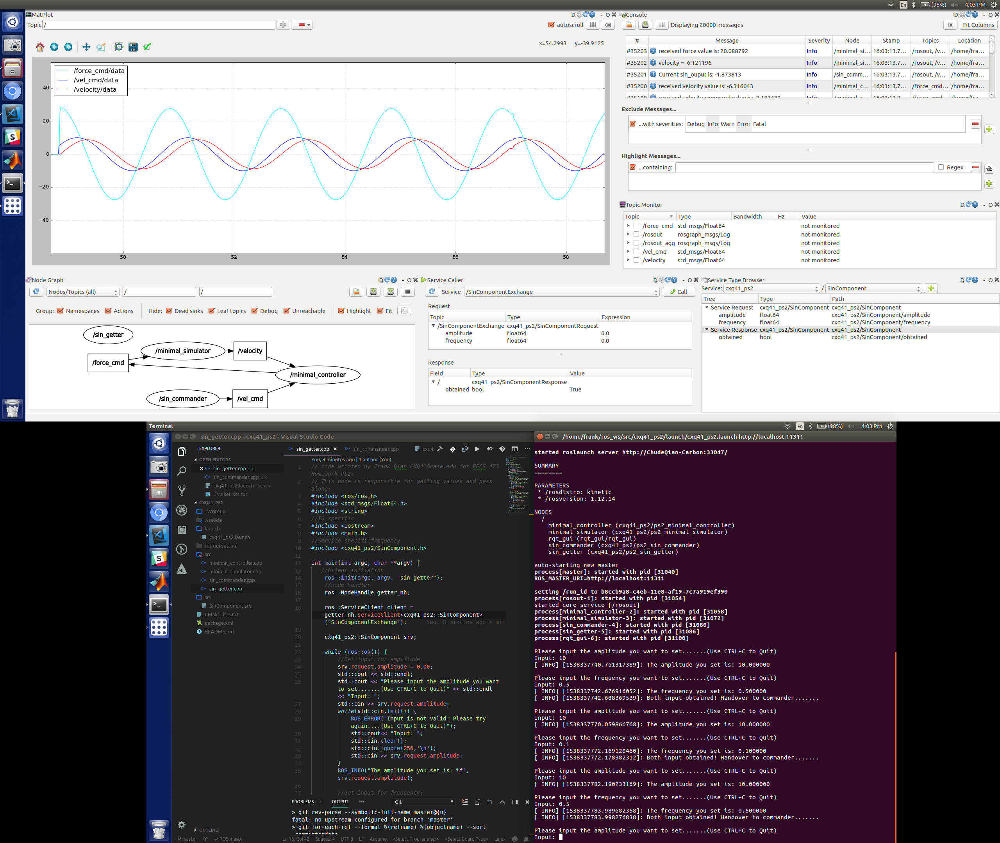 En (98%) 4:03 PM
MatPlot
Topic /
autoscroll
x=54.2993 y=-39.9125
/force_cmd/data
/vel_cmd/data
/velocity/data
40
20
0
−20
−40
50 52 54 56 58
Console
Displaying 20000 messages
Fit Columns
# Message Severity Node Stamp Topics Location
#35203 received force value is: 20.088792 Info /minimal_si... 16:03:13.7... /rosout, /v... /home/fra...
#35202 velocity = -6.121196 Info /minimal_si... 16:03:13.7... /rosout, /v... /home/fra...
#35201 Current sin_ouput is: -1.873813 Info /sin_comm... 16:03:13.7... /rosout, /v... /home/fra...
#35200 received velocity value is: -6.316043 Info /minimal_c... 16:03:13.7... /force_cmd... /home/fra...
Exclude Messages...
...with severities: Debug Info Warn Error Fatal
Highlight Messages...
...containing: Regex
Topic Monitor
Topic Type Bandwidth Hz Value
/force_cmd std_msgs/Float64 not monitored
/rosout rosgraph_msgs/Log not monitored
/rosout_agg rosgraph_msgs/Log not monitored
/vel_cmd std_msgs/Float64 not monitored
/velocity std_msgs/Float64 not monitored
Node Graph
Nodes/Topics (all) / /
Group: Namespaces Actions Hide: Dead sinks Leaf topics Debug Unreachable Highlight Fit
/sin_getter
/minimal_simulator
/velocity
/force_cmd
/minimal_controller
/sin_commander
/vel_cmd
Service Caller
Service /SinComponentExchange Call
Request
Topic Type Expression
/SinComponentExchange cxq41_ps2/SinComponentRequest
amplitude float64 0.0
frequency float64 0.0
Response
Field Type Value
/ cxq41_ps2/SinComponentResponse
obtained bool True
Service Type Browser
Service: cxq41_ps2 / SinComponent
Tree Type Path
Service Request cxq41_ps2/SinComponent cxq41_ps2/SinComponent
amplitude float64 cxq41_ps2/SinComponent/amplitude
frequency float64 cxq41_ps2/SinComponent/frequency
Service Response cxq41_ps2/SinComponent cxq41_ps2/SinComponent
obtained bool cxq41_ps2/SinComponent/obtained
Terminal En (98%) 4:03 PM
sin_getter.cpp - cxq41_ps2 - Visual Studio Code
EXPLORER
OPEN EDITORS
sin_getter.cpp src
sin_commander.cpp src
cxq41_ps2.launch launch
CMakeLists.txt
CXQ41_PS2
_Writeup
.vscode
launch
cxq41_ps2.launch
rqt-gui setting
src
minimal_controller.cpp
minimal_simulator.cpp
sin_commander.cpp
sin_getter.cpp
srv
SinComponent.srv
CMakeLists.txt
package.xml
README.md
OUTLINE
sin_getter.cpp sin_commander.cpp cxq4
You, 9 minutes ago | 1 author (You)
1 // code written by Frank Qian CXQ41@case.edu for EECS 473
Homework PS2:
2 // This node is responsible for getting values and pass
along:
3 #include <ros/ros.h>
4 #include <std_msgs/Float64.h>
5 #include <string>
6 //IO specific
7 #include <iostream>
8 #include <math.h>
9 //Service specificfrequency
10 #include <cxq41_ps2/SinComponent.h>
11
12 int main(int argc, char **argv) {
13 //client initiation
14 ros::init(argc, argv, "sin_getter");
15 //node handler
16 ros::NodeHandle getter_nh;
17
18 ros::ServiceClient client =
getter_nh.serviceClient<cxq41_ps2::SinComponent>
("SinComponentExchange"); You, 8 minutes ago • min
19
20 cxq41_ps2::SinComponent srv;
21
22 while (ros::ok()) {
23 //Get input for amplitude
24 srv.request.amplitude = 0.00;
25 std::cout << std::endl;
26 std::cout << "Please input the amplitude you want
to set.......(Use CTRL+C to Quit)" << std::endl
<< "Input: ";
27 std::cin >> srv.request.amplitude;
28 while(std::cin.fail()) {
29 ROS_ERROR("Input is not valid! Please try
again....(Use CTRL+C to Quit)");
30 std::cout<< "Input: ";
31 std::cin.clear();
32 std::cin.ignore(256,'\n');
33 std::cin >> srv.request.amplitude;
34 }
35 ROS_INFO("The amplitude you set is: %f",
srv.request.amplitude);
36
37 //Get input for frequency:
PROBLEMS 6 OUTPUT ••• Git
> git rev-parse --symbolic-full-name master@{u}
fatal: no upstream configured for branch 'master'
> git for-each-ref --format %(refname) %(objectname) --sort
committerdate
master ROS master Ln 18, Col 42 Spaces: 4 UTF-8 LF Arduino <Select Programmer> <Select Board Type> Linux
/home/frank/ros_ws/src/cxq41_ps2/launch/cxq41_ps2.launch http://localhost:11311
started roslaunch server http://ChudeQian-Carbon:33047/
SUMMARY
========
PARAMETERS
* /rosdistro: kinetic
* /rosversion: 1.12.14
NODES
/
minimal_controller (cxq41_ps2/ps2_minimal_controller)
minimal_simulator (cxq41_ps2/ps2_minimal_simulator)
rqt_gui (rqt_gui/rqt_gui)
sin_commander (cxq41_ps2/ps2_sin_commander)
sin_getter (cxq41_ps2/ps2_sin_getter)
auto-starting new master
process[master]: started with pid [31040]
ROS_MASTER_URI=http://localhost:11311
setting /run_id to b8ccb9a8-c4eb-11e8-af19-7c7a919ef390
process[rosout-1]: started with pid [31054]
started core service [/rosout]
process[minimal_controller-2]: started with pid [31058]
process[minimal_simulator-3]: started with pid [31072]
process[sin_commander-4]: started with pid [31080]
process[sin_getter-5]: started with pid [31086]
process[rqt_gui-6]: started with pid [31100]
Please input the amplitude you want to set.......(Use CTRL+C to Quit)
Input: 10
[ INFO] [1538337740.761317389]: The amplitude you set is: 10.000000
Please input the frequency you want to set.......(Use CTRL+C to Quit)
Input: 0.5
[ INFO] [1538337742.676916052]: The frequency you set is: 0.500000
[ INFO] [1538337742.688369539]: Both input obtained! Handover to commander.......
Please input the amplitude you want to set.......(Use CTRL+C to Quit)
Input: 10
[ INFO] [1538337770.059866768]: The amplitude you set is: 10.000000
Please input the frequency you want to set.......(Use CTRL+C to Quit)
Input: 0.1
[ INFO] [1538337772.169120460]: The frequency you set is: 0.100000
[ INFO] [1538337772.178382312]: Both input obtained! Handover to commander.......
Please input the amplitude you want to set.......(Use CTRL+C to Quit)
Input: 10
[ INFO] [1538337782.190233169]: The amplitude you set is: 10.000000
Please input the frequency you want to set.......(Use CTRL+C to Quit)
Input: 0.5
[ INFO] [1538337783.989682358]: The frequency you set is: 0.500000
[ INFO] [1538337783.998276838]: Both input obtained! Handover to commander.......
Please input the amplitude you want to set.......(Use CTRL+C to Quit)
Input: